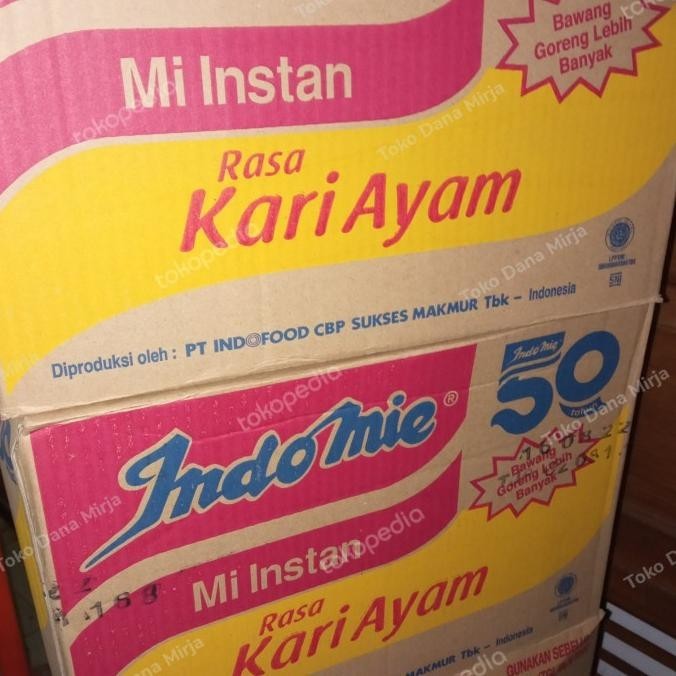 Bawang
Goreng Lebih
Banyak
Mi Instan
Rasa
Kari Ayam
Diproduksi oleh : PT INDOFOOD CBP SUKSES MAKMUR Tbk – Indonesia
Indomie®
Indomie
50
tahun
Bawang
Goreng Lebih
Banyak
Mi Instan
Rasa
Kari Ayam
MAKMUR Tbk – Indonesia
GUNAKAN
tokopedia
Toko Dana Mirja